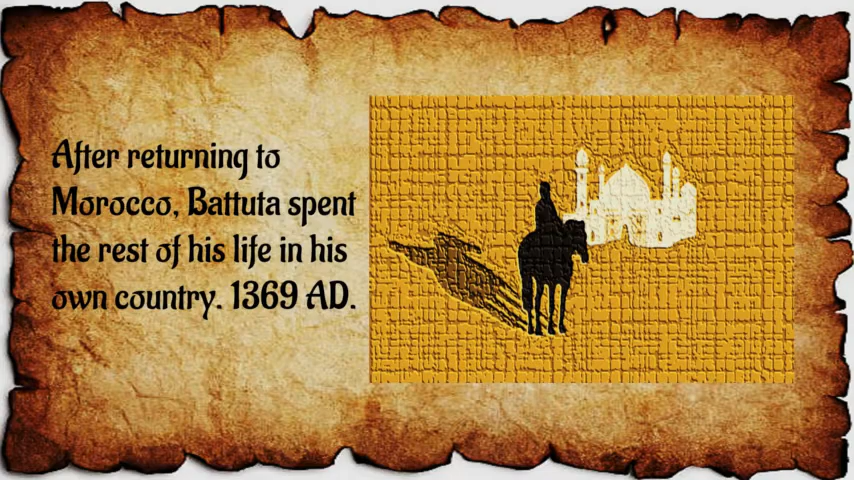 After returning to
Morocco, Battuta spent
the rest of his life in his
own country. 1369 AD.